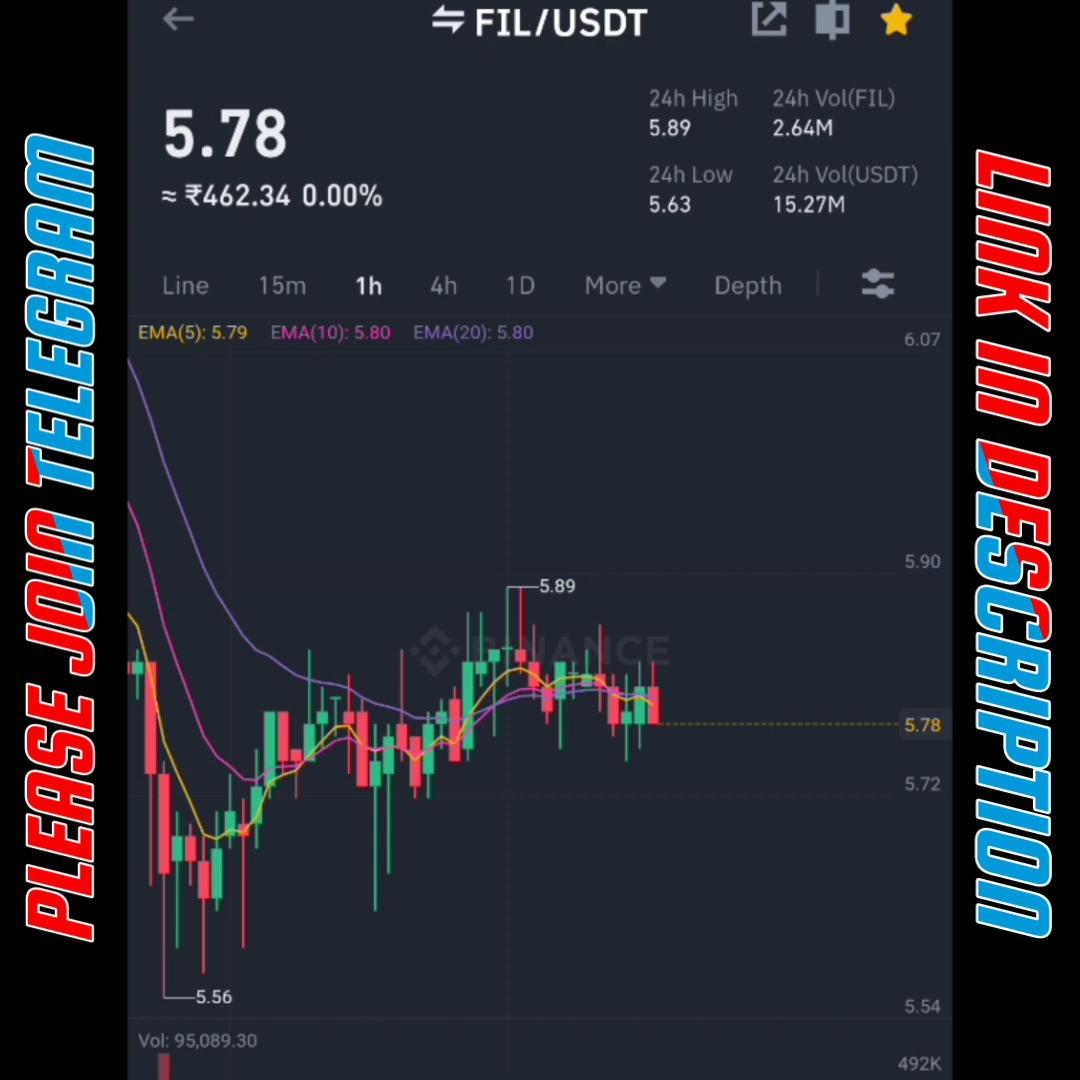 PLEASE JOIN TELEGRAM
FIL/USDT
5.78
≈ ₹462.34 0.00%
24h High
5.89
24h Vol(FIL)
2.64M
24h Low
5.63
24h Vol(USDT)
15.27M
Line 15m 1h 4h 1D More Depth
EMA(5): 5.79 EMA(10): 5.80 EMA(20): 5.80
6.07
5.90
5.89
BINANCE
5.78
5.72
5.56
5.54
Vol: 95,089.30
492K
LINK IN DESCRIPTION